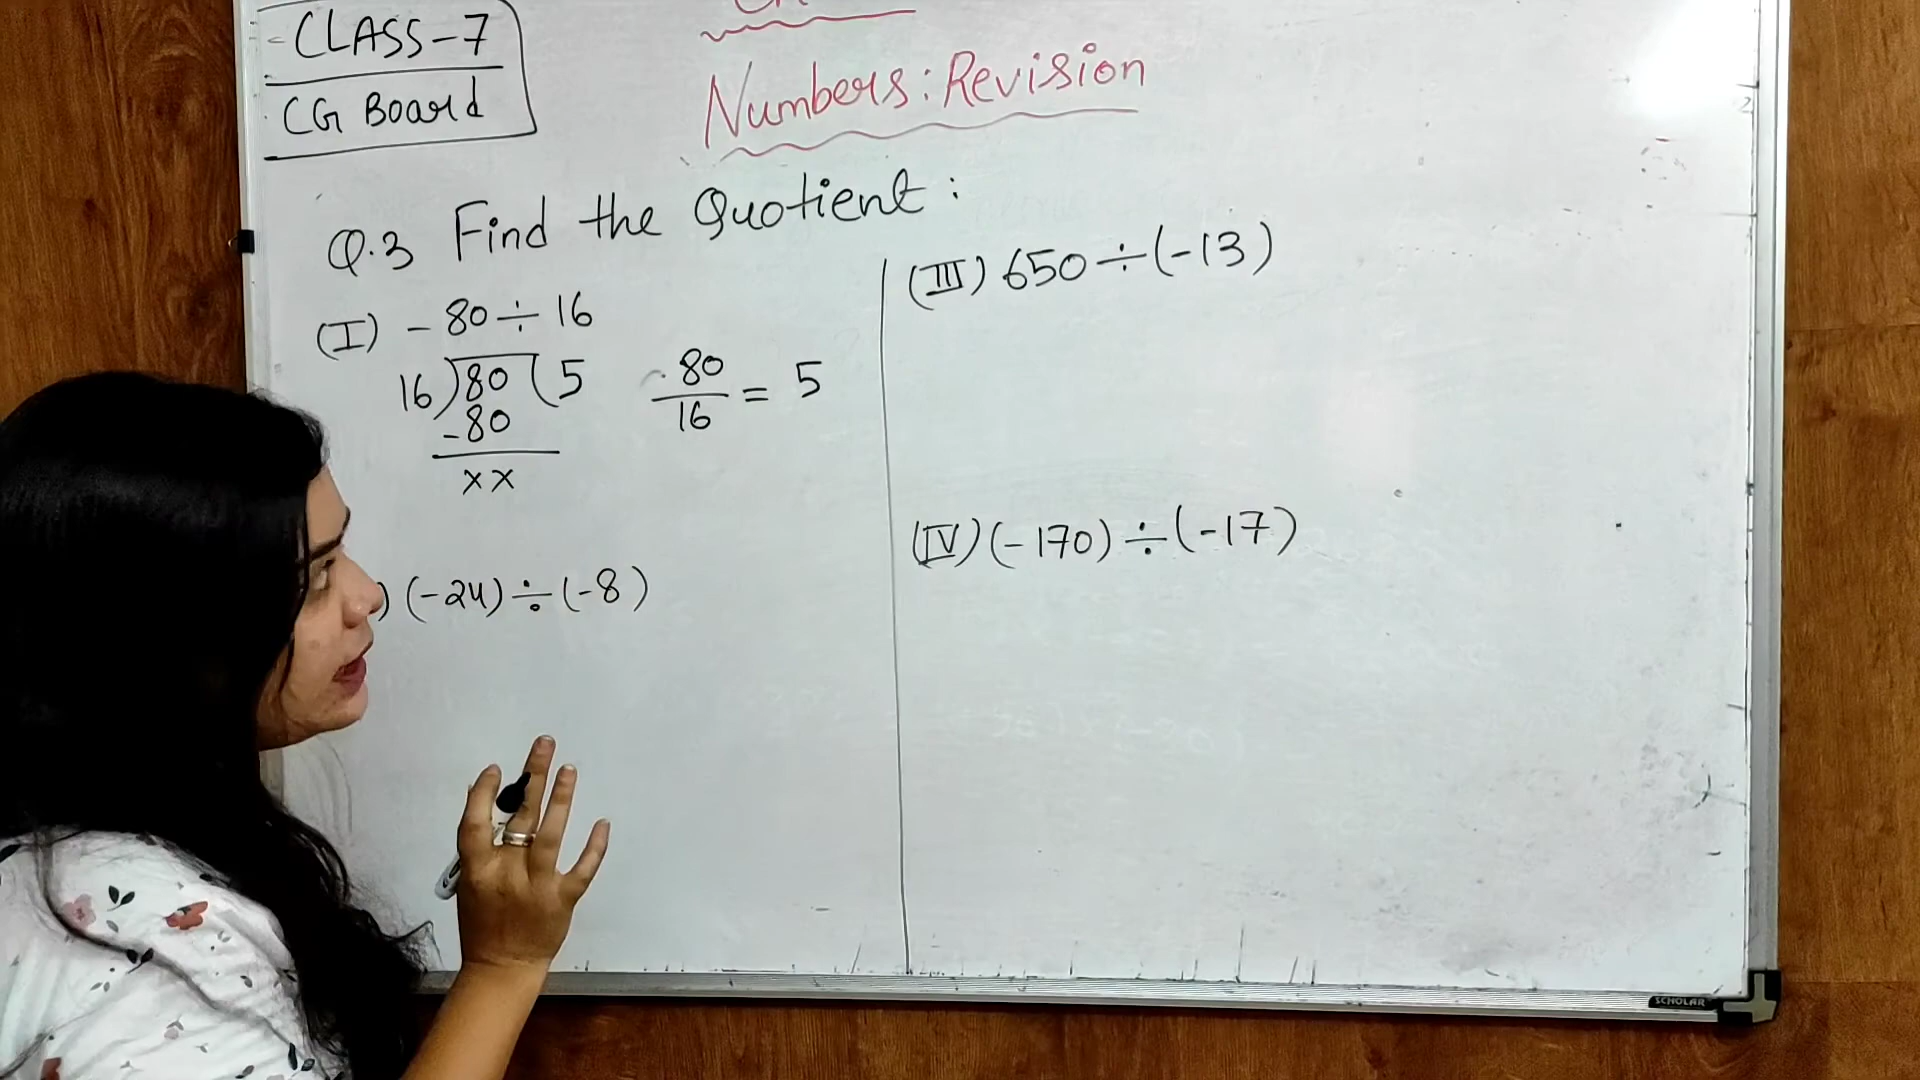 CLASS-7
CG Board
Numbers: Revision
Q.3 Find the Quotient:
(I) - 80 ÷ 16
16)80(5
-80
xx
80/16 = 5
) (-24) ÷ (-8)
(III) 650 ÷ (-13)
(IV) (-170) ÷ (-17)
SCHOLAR